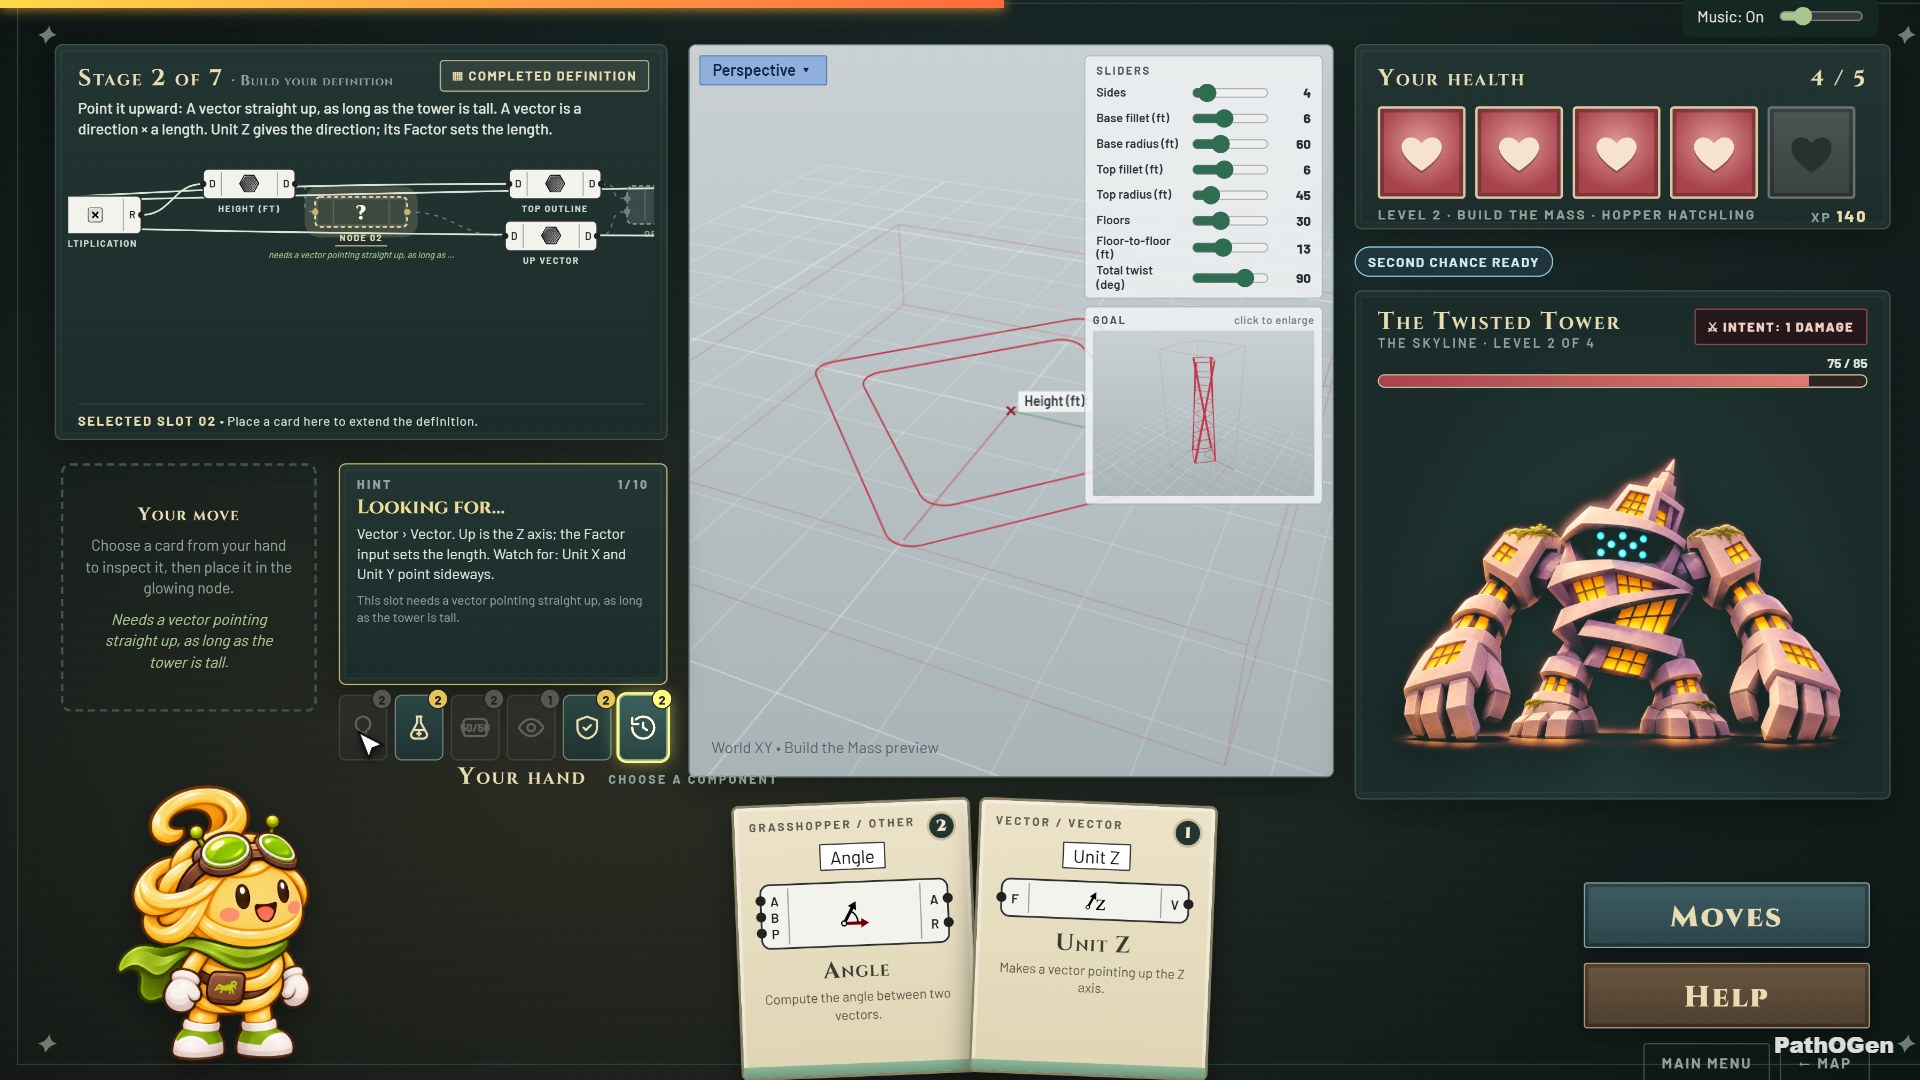 Music: On
Stage 2 of 7 · Build your definition
COMPLETED DEFINITION
Point it upward: A vector straight up, as long as the tower is tall. A vector is a
direction × a length. Unit Z gives the direction; its Factor sets the length.
R
LTIPLICATION
D D
HEIGHT (FT)
?
NODE 02
needs a vector pointing straight up, as long as ...
D D
TOP OUTLINE
D D
UP VECTOR
SELECTED SLOT 02 • Place a card here to extend the definition.
Your move
Choose a card from your hand
to inspect it, then place it in the
glowing node.
Needs a vector pointing
straight up, as long as the
tower is tall.
HINT 1/10
Looking for...
Vector › Vector. Up is the Z axis; the Factor
input sets the length. Watch for: Unit X and
Unit Y point sideways.
This slot needs a vector pointing straight up, as long
as the tower is tall.
2 2 2 1 2 2
50/50
Your hand CHOOSE A COMPONENT
Perspective ▾
SLIDERS
Sides 4
Base fillet (ft) 6
Base radius (ft) 60
Top fillet (ft) 6
Top radius (ft) 45
Floors 30
Floor-to-floor
(ft) 13
Total twist
(deg) 90
GOAL click to enlarge
Height (ft)
World XY • Build the Mass preview
Your health 4 / 5
LEVEL 2 · BUILD THE MASS · HOPPER HATCHLING XP 140
SECOND CHANCE READY
The Twisted Tower
INTENT: 1 DAMAGE
THE SKYLINE · LEVEL 2 OF 4
75 / 85
GRASSHOPPER / OTHER 2
Angle
A
B
P
A
R
Angle
Compute the angle between two
vectors.
VECTOR / VECTOR 1
Unit Z
F Z V
Unit Z
Makes a vector pointing up the Z
axis.
Moves
Help
PathOGen
MAIN MENU
← MAP